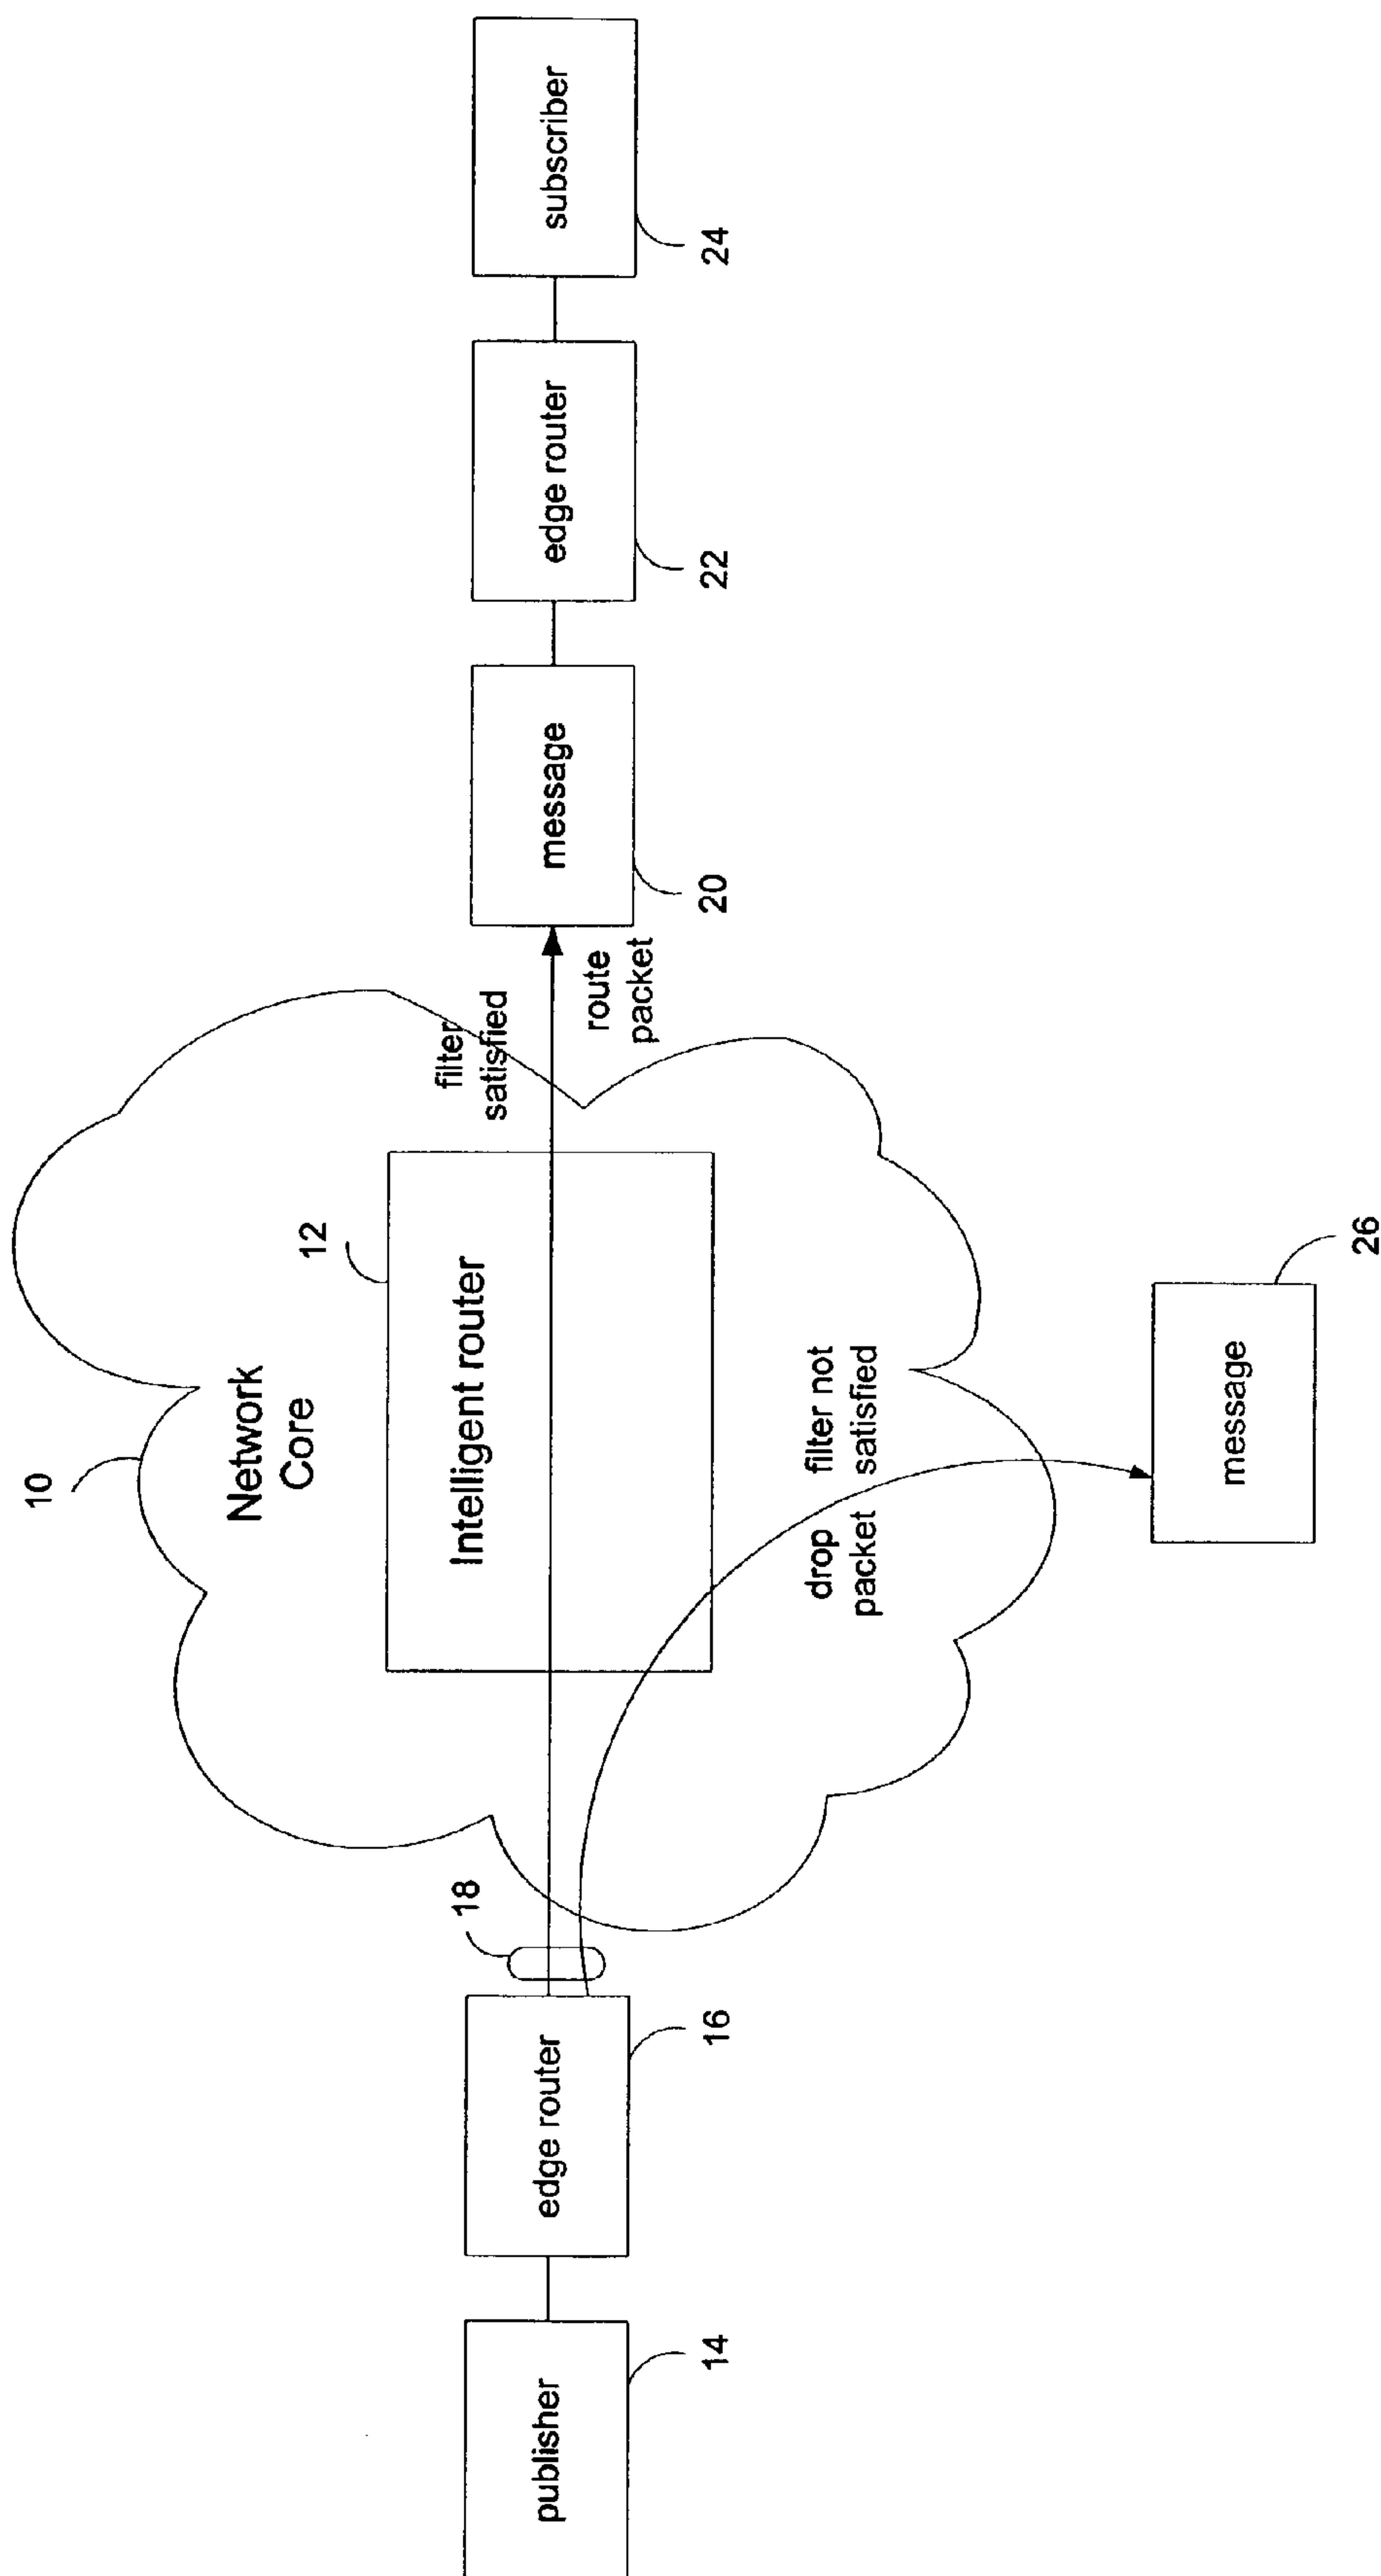 10
Network
Core
12
Intelligent router
publisher
14
edge router
16
18
filter
satisfied
route
packet
message
20
edge router
22
subscriber
24
drop
packet
filter not
satisfied
message
26